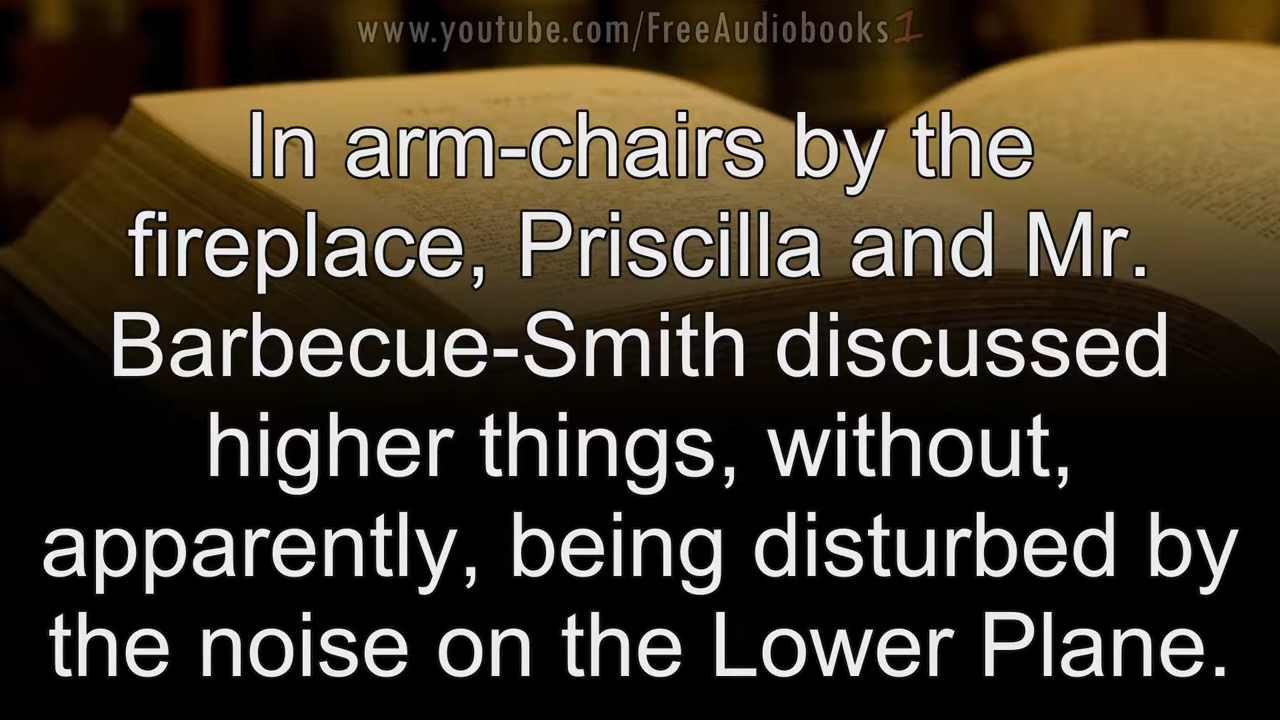 www.youtube.com/FreeAudiobooks1
In arm-chairs by the
fireplace, Priscilla and Mr.
Barbecue-Smith discussed
higher things, without,
apparently, being disturbed by
the noise on the Lower Plane.